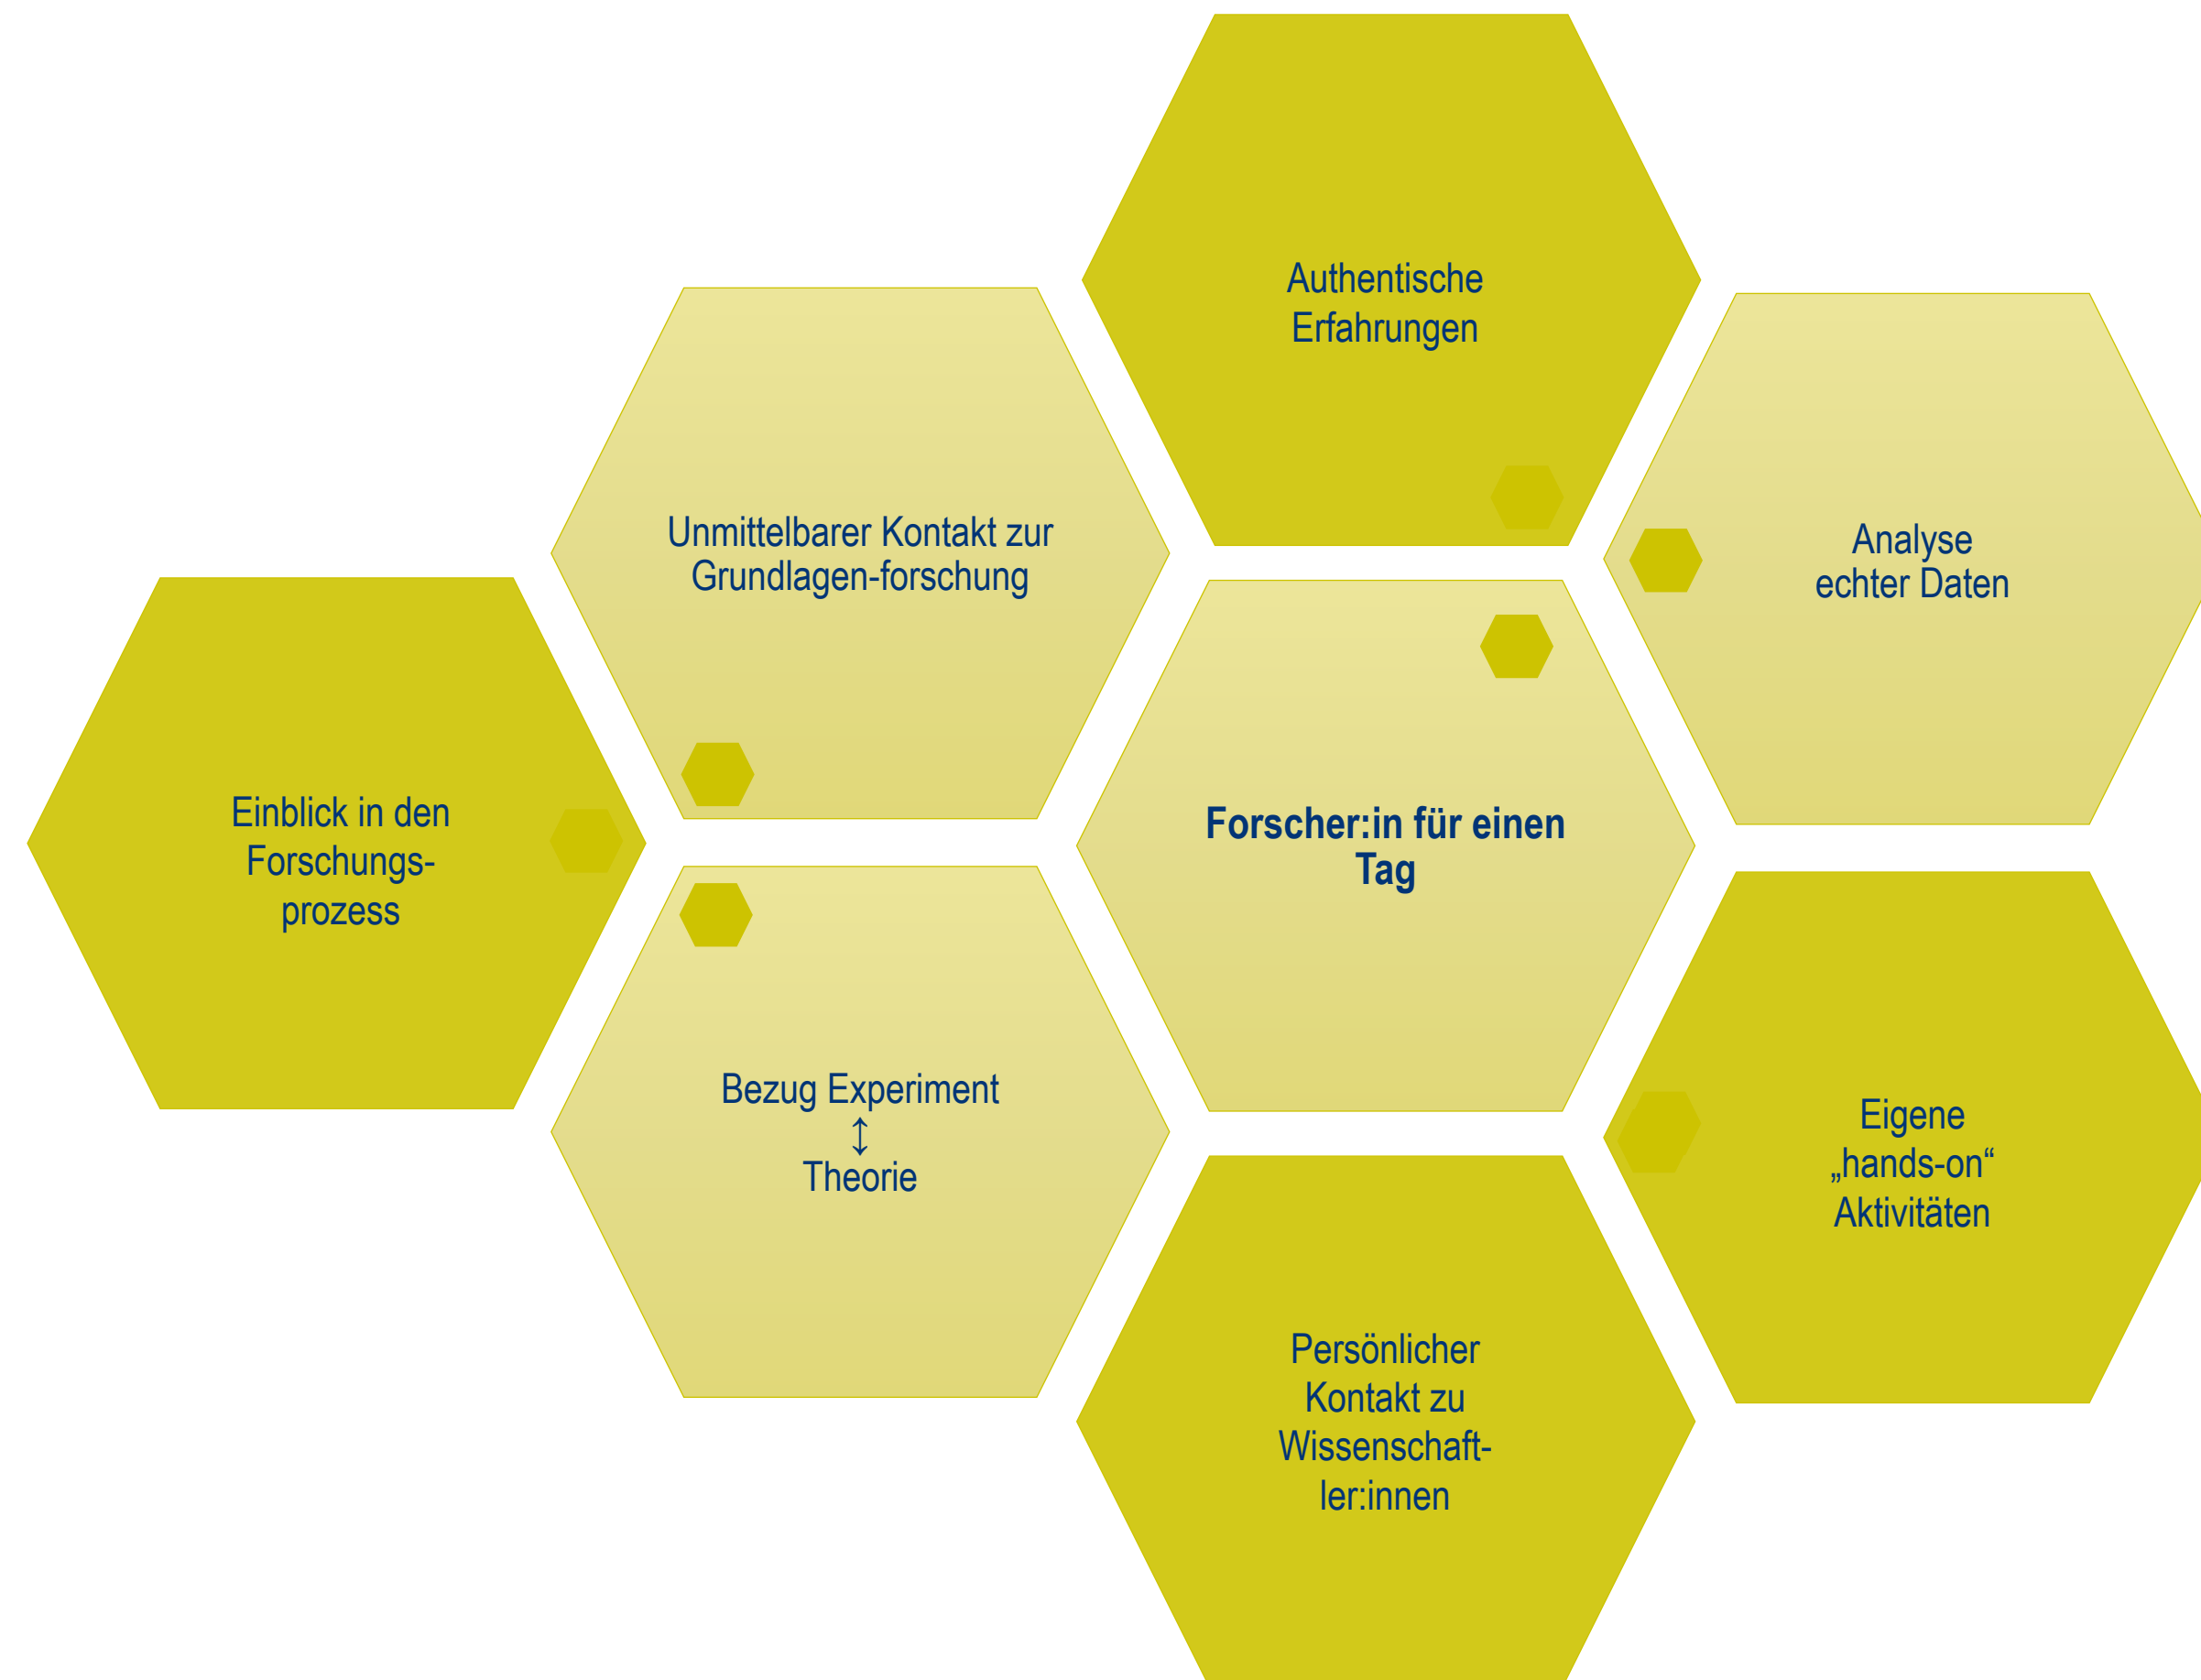 Authentische
Erfahrungen
Unmittelbarer Kontakt zur
Grundlagen-forschung
Analyse
echter Daten
Einblick in den
Forschungs-
prozess
Forscher:in für einen
Tag
Bezug Experiment
↕
Theorie
Eigene
„hands-on“
Aktivitäten
Persönlicher
Kontakt zu
Wissenschaft-
ler:innen